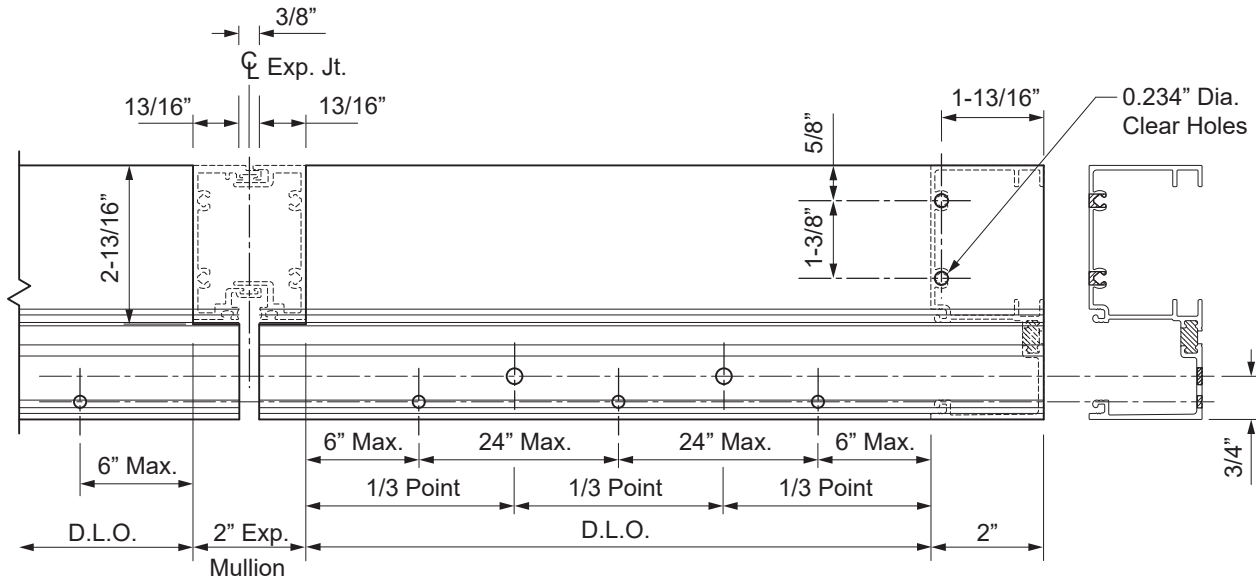 3/8”
℄ Exp. Jt.
13/16”
13/16”
1-13/16”
0.234” Dia.
Clear Holes
5/8”
1-3/8”
2-13/16”
6” Max.
24” Max.
24” Max.
6” Max.
6” Max.
1/3 Point
1/3 Point
1/3 Point
3/4”
D.L.O.
2” Exp.
Mullion
D.L.O.
2”